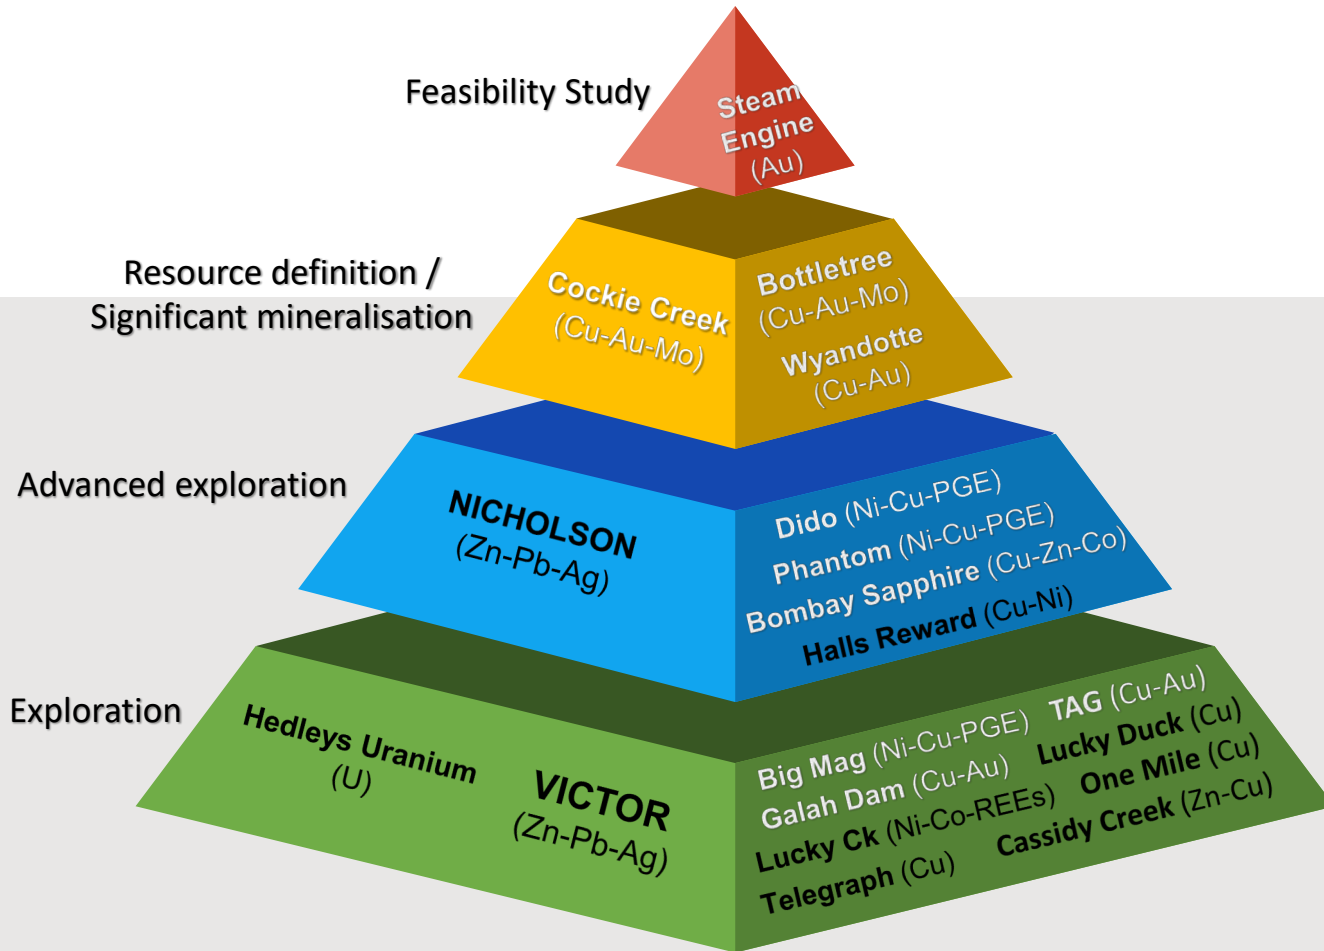 Feasibility Study
Steam
Engine
(Au)
Resource definition /
Significant mineralisation
Cockie Creek
(Cu-Au-Mo)
Bottletree
(Cu-Au-Mo)
Wyandotte
(Cu-Au)
Advanced exploration
NICHOLSON
(Zn-Pb-Ag)
Dido (Ni-Cu-PGE)
Phantom (Ni-Cu-PGE)
Bombay Sapphire (Cu-Zn-Co)
Halls Reward (Cu-Ni)
Exploration
Hedleys Uranium
(U)
VICTOR
(Zn-Pb-Ag)
Big Mag (Ni-Cu-PGE)
TAG (Cu-Au)
Galah Dam (Cu-Au)
Lucky Duck (Cu)
Lucky Ck (Ni-Co-REEs)
One Mile (Cu)
Telegraph (Cu)
Cassidy Creek (Zn-Cu)